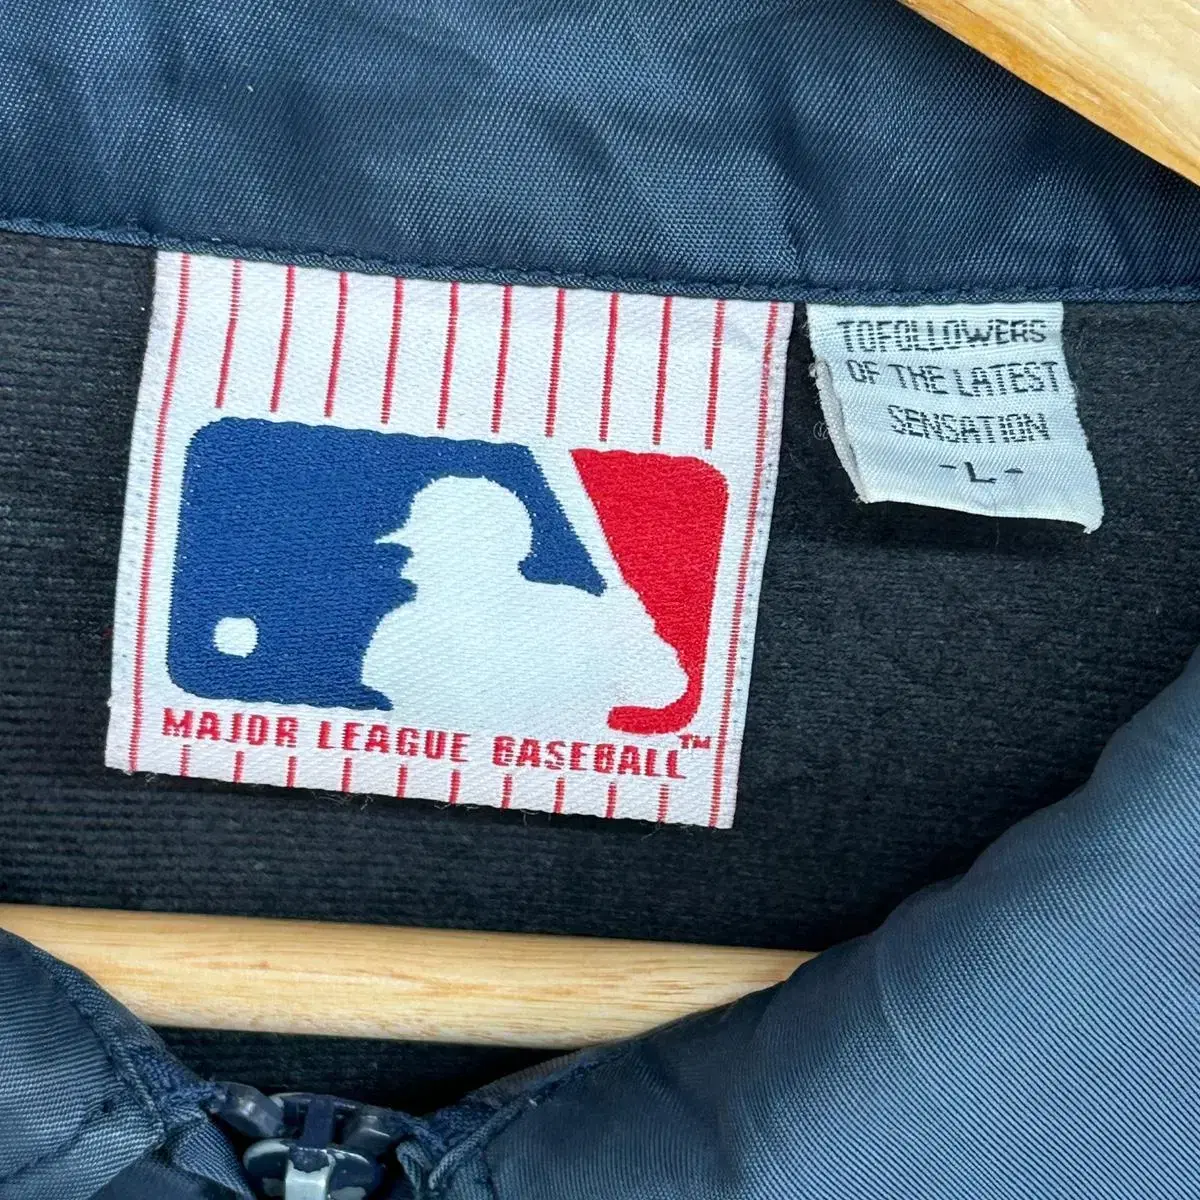 TOFOLLOWERS
OF THE LATEST
SENSATION
-L-
MAJOR LEAGUE BASEBALL™